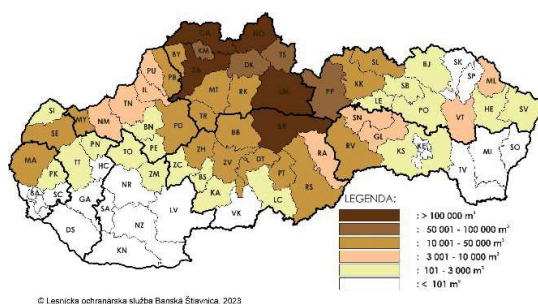 CA
NO
KM
TS
BY
ZA
DK
PU
PB
SL
BJ
SK
SP
ML
IL
MT
RK
LM
PP
KK
LE
SB
SI
TN
PO
HE
SV
SE
MY
NM
BN
PD
TR
BR
SN
VT
GL
PN
BB
MA
TT
TO
PE
ZH
RA
RV
KS
KE
SO
PK
HC
ZM
ZC
ZV
DT
PT
MI
BA
SC
NR
BS
TV
GA
SA
KA
LC
RS
LV
VK
DS
NZ
KN
LEGENDA:
: > 100 000 m³
: 50 001 - 100 000 m³
: 10 001 - 50 000 m³
: 3 001 - 10 000 m³
: 101 - 3 000 m³
: < 101 m³
© Lesnícka ochranárska služba Banská Štiavnica, 2023